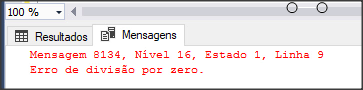 100 %
Resultados Mensagens
Mensagem 8134, Nível 16, Estado 1, Linha 9
Erro de divisão por zero.